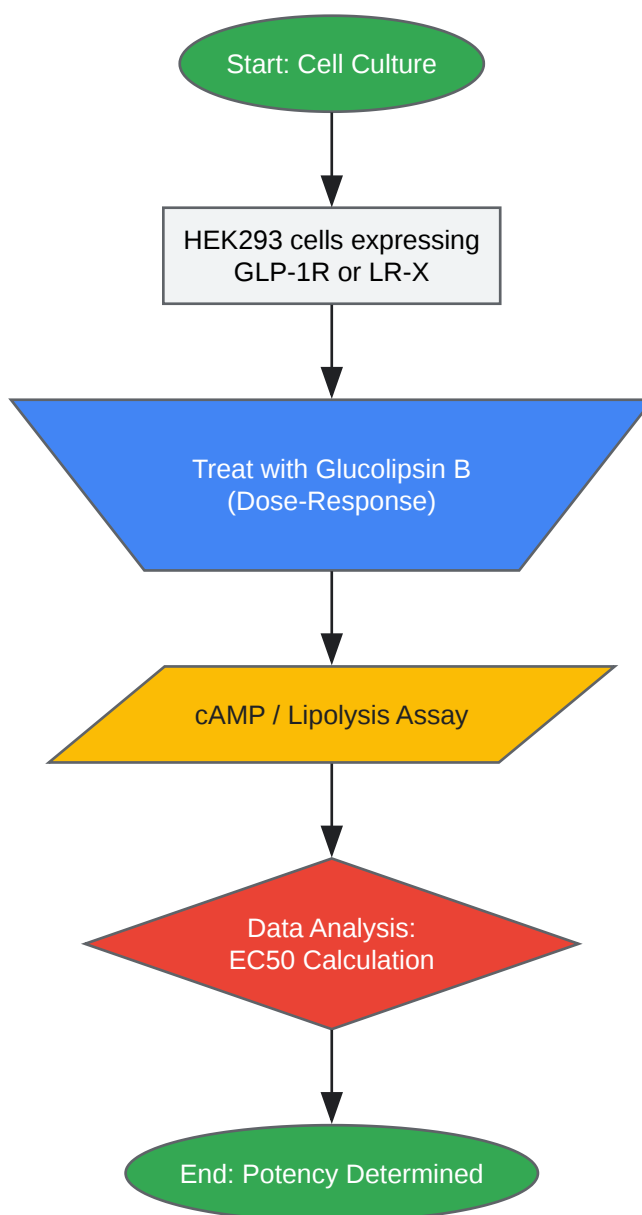 Start: Cell Culture
HEK293 cells expressing
GLP-1R or LR-X
Treat with Glucolipsin B
(Dose-Response)
cAMP / Lipolysis Assay
Data Analysis:
EC50 Calculation
End: Potency Determined